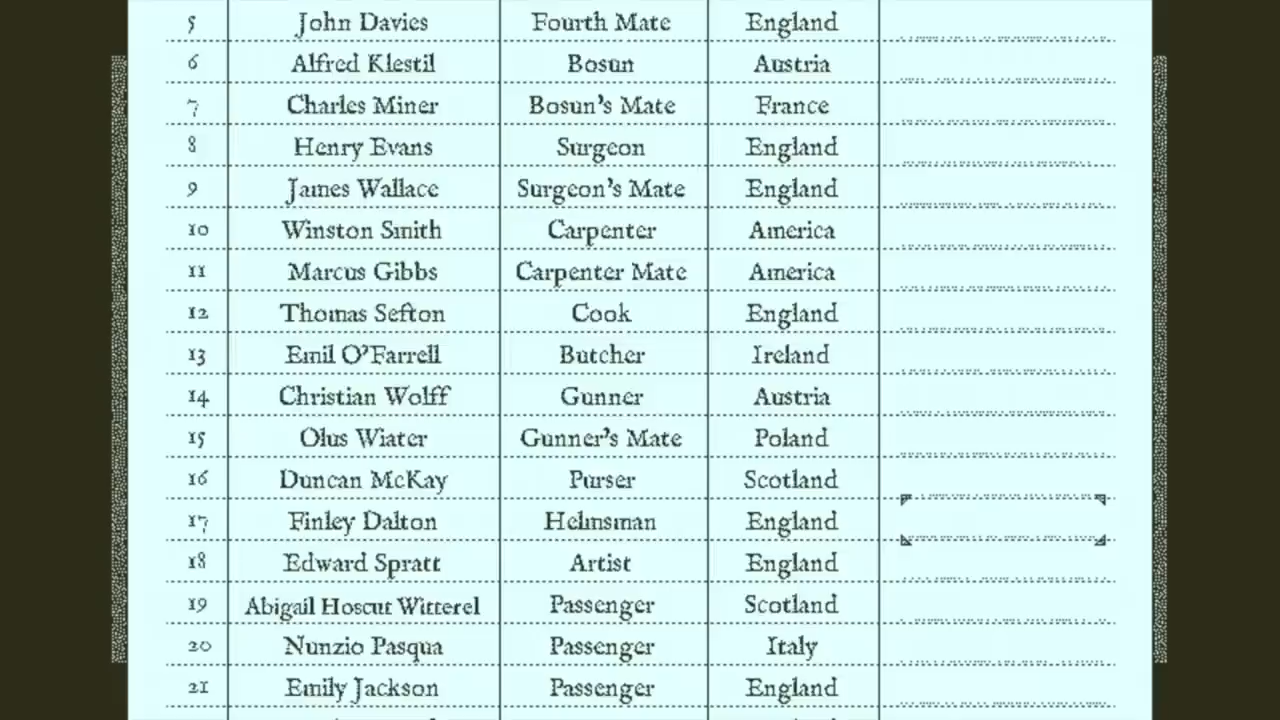 5 John Davies Fourth Mate England
6 Alfred Klestil Bosun Austria
7 Charles Miner Bosun's Mate France
8 Henry Evans Surgeon England
9 James Wallace Surgeon's Mate England
10 Winston Smith Carpenter America
11 Marcus Gibbs Carpenter Mate America
12 Thomas Sefton Cook England
13 Emil O'Farrell Butcher Ireland
14 Christian Wolff Gunner Austria
15 Olus Wiater Gunner's Mate Poland
16 Duncan McKay Purser Scotland
17 Finley Dalton Helmsman England
18 Edward Spratt Artist England
19 Abigail Hoscut Witterel Passenger Scotland
20 Nunzio Pasqua Passenger Italy
21 Emily Jackson Passenger England